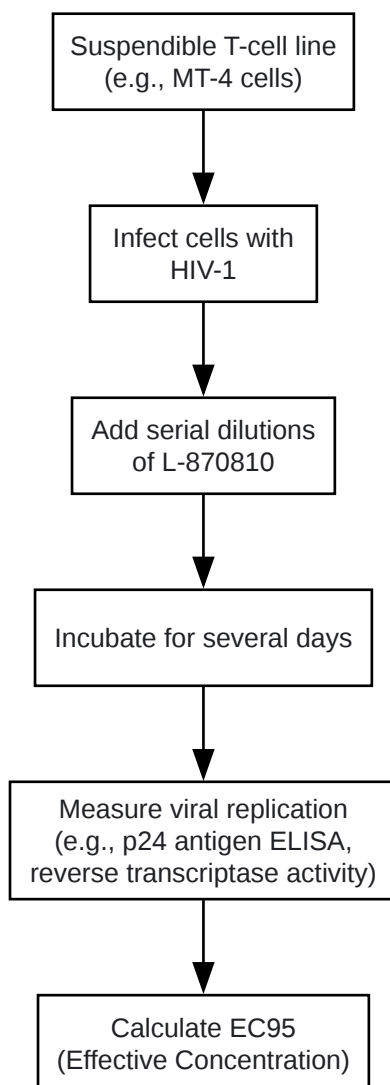 Suspendible T-cell line
(e.g., MT-4 cells)
Infect cells with
HIV-1
Add serial dilutions
of L-870810
Incubate for several days
Measure viral replication
(e.g., p24 antigen ELISA,
reverse transcriptase activity)
Calculate EC95
(Effective Concentration)